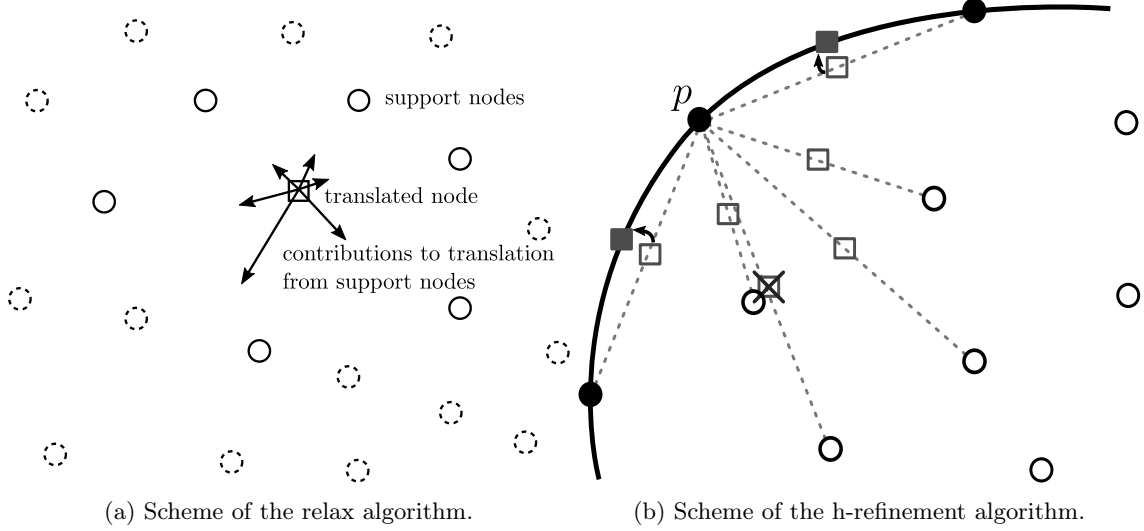 support nodes
translated node
contributions to translation
from support nodes
(a) Scheme of the relax algorithm.
p
(b) Scheme of the h-refinement algorithm.